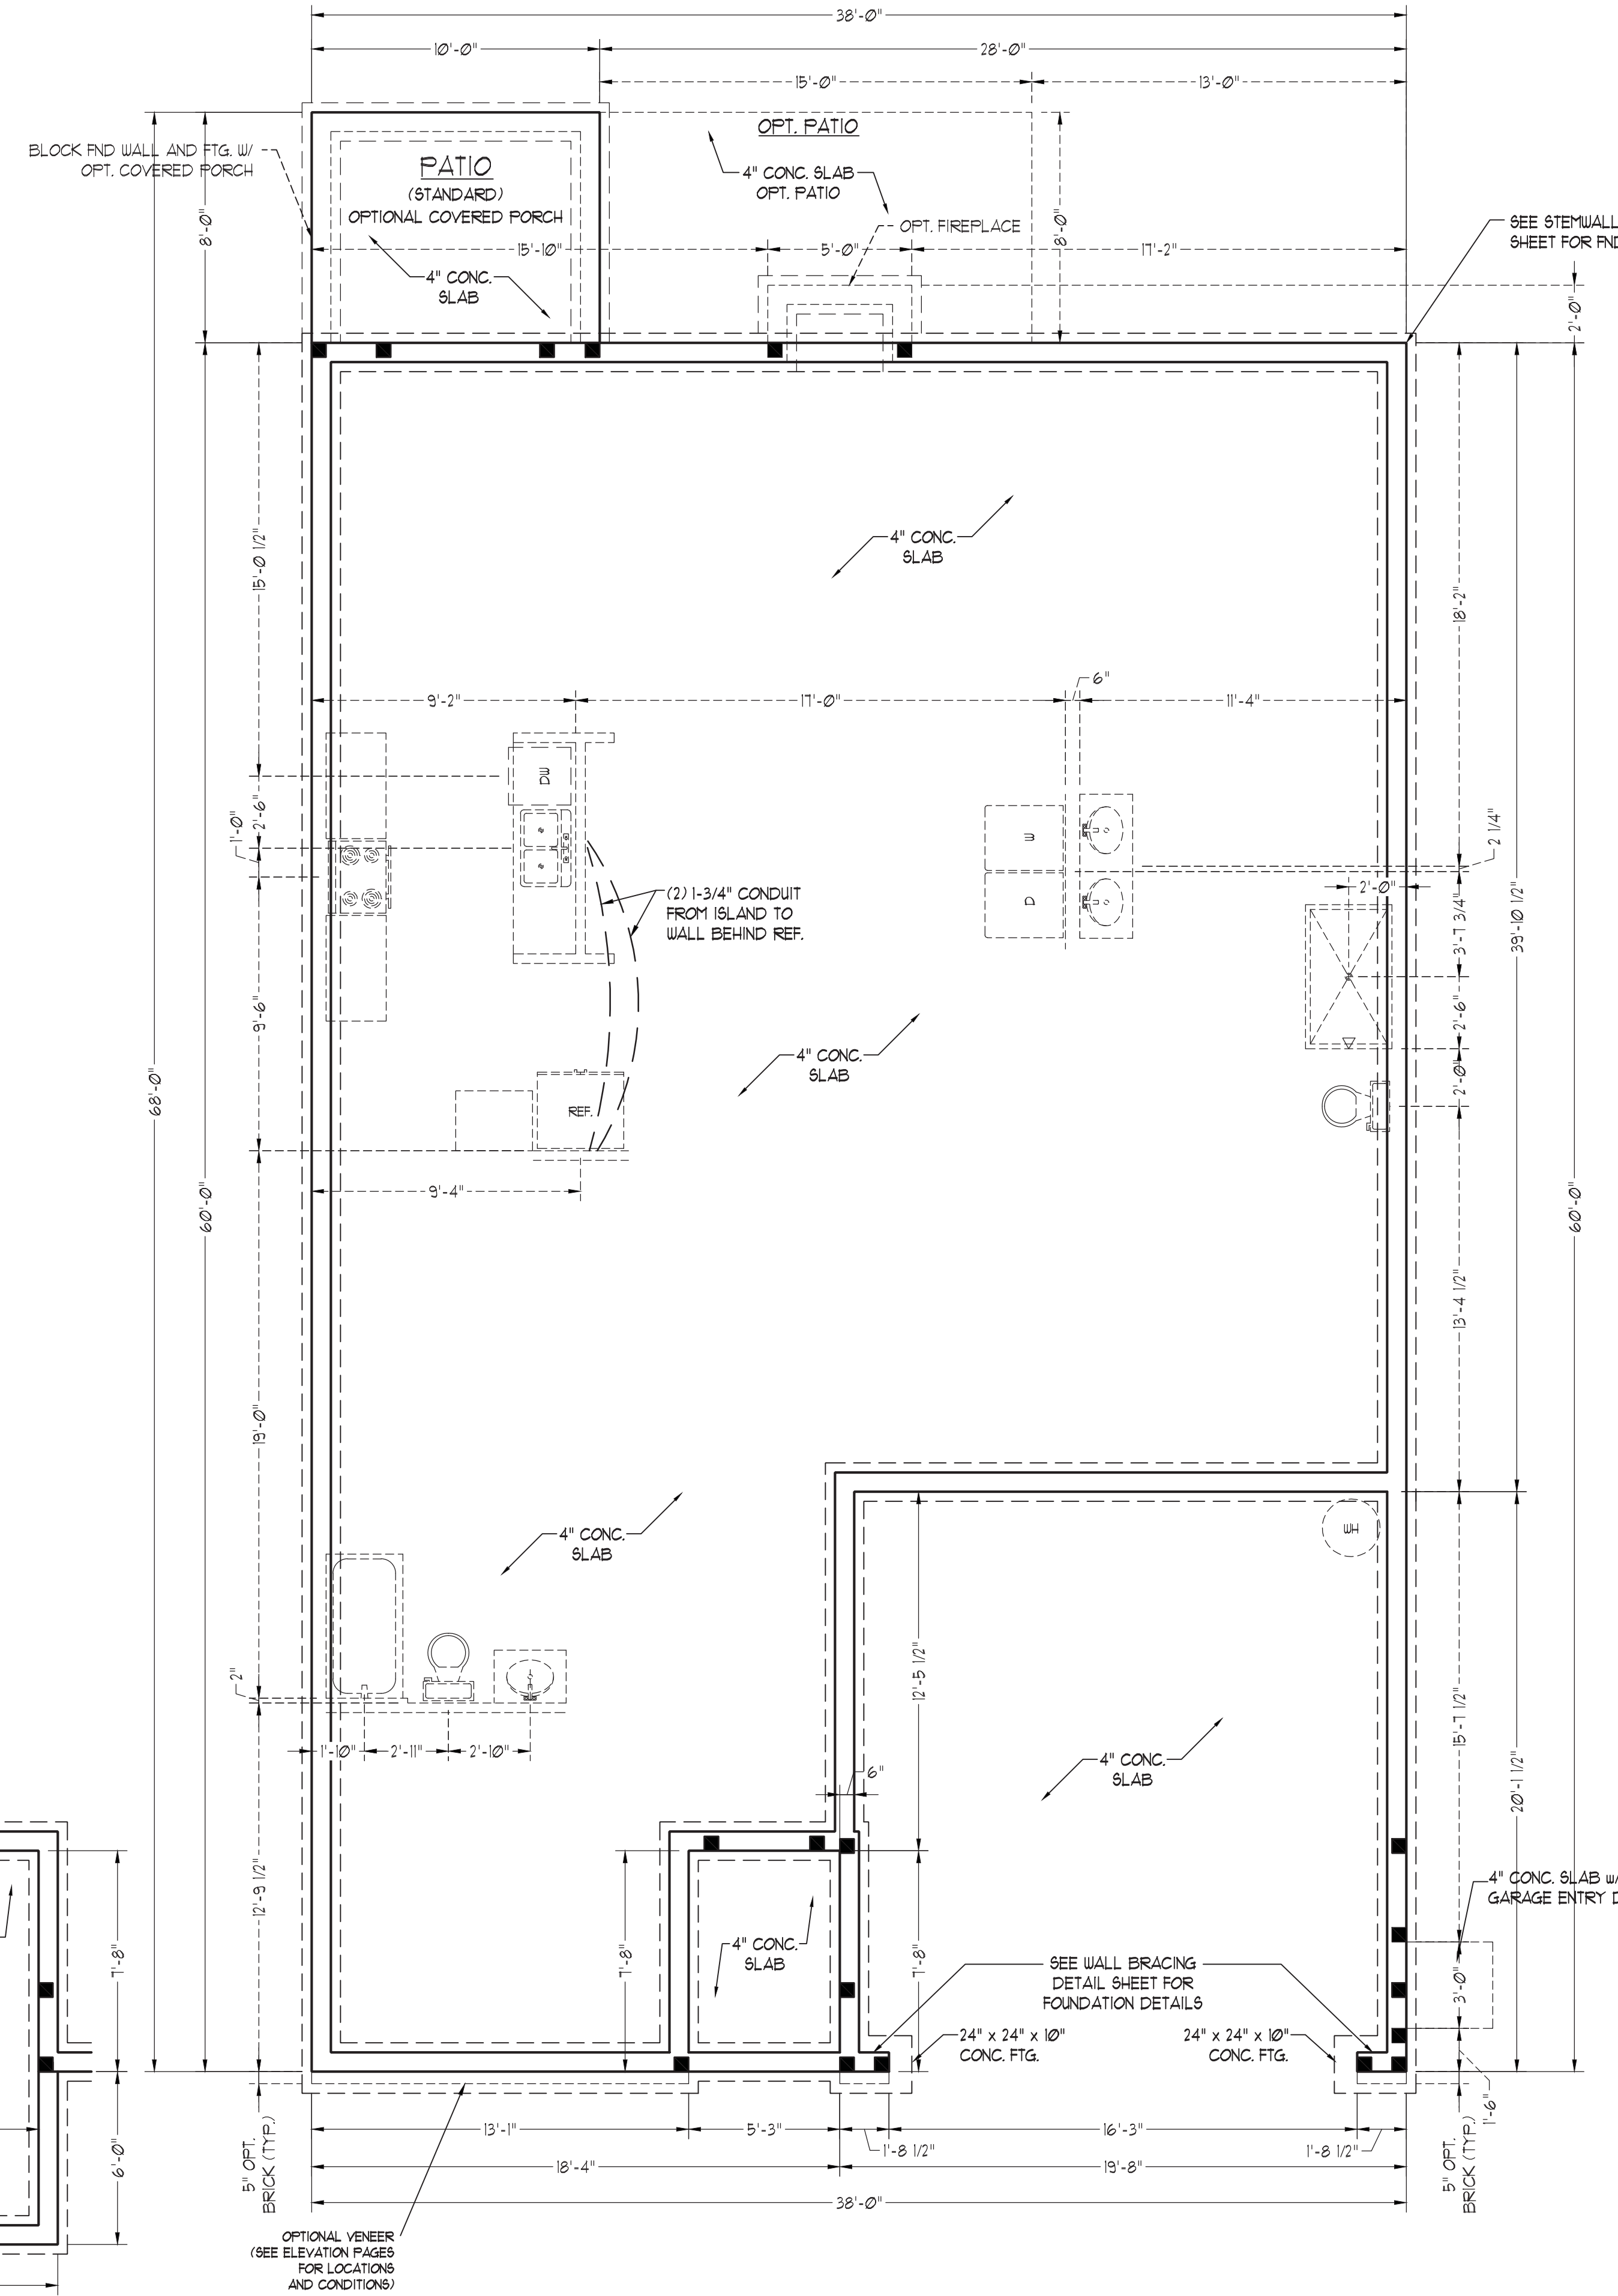 38'-0"
10'-0"
28'-0"
15'-0"
13'-0"
BLOCK FND WALL AND FTG. W/
OPT. COVERED PORCH
PATIO
(STANDARD)
OPTIONAL COVERED PORCH
4" CONC.
SLAB
OPT. PATIO
4" CONC. SLAB
OPT. PATIO
OPT. FIREPLACE
8'-0"
8'-0"
15'-10"
5'-0"
17'-2"
SEE STEMWALL
2'-0"
4" CONC.
SLAB
15'-0 1/2"
18'-2"
9'-2"
17'-0"
6"
11'-4"
DW
1'-0"
2'-6"
W
D
2 1/4"
2'-0"
(2) 1-3/4" CONDUIT
FROM ISLAND TO
WALL BEHIND REF.
3'-7 3/4"
39'-10 1/2"
9'-6"
2'-6"
4" CONC.
SLAB
2'-0"
68'-0"
REF.
60'-0"
60'-0"
9'-4"
13'-4 1/2"
19'-0"
4" CONC.
SLAB
WH
2"
12'-5 1/2"
15'-7 1/2"
1'-10"
2'-11"
2'-10"
6"
4" CONC.
SLAB
20'-1 1/2"
12'-9 1/2"
4" CONC. SLAB W/
GARAGE ENTRY
7'-8"
7'-8"
4" CONC.
SLAB
7'-8"
SEE WALL BRACING
DETAIL SHEET FOR
FOUNDATION DETAILS
3'-0"
24" x 24" x 10"
CONC. FTG.
24" x 24" x 10"
CONC. FTG.
1'-6"
6'-0"
5" OPT.
BRICK (TYP.)
13'-1"
5'-3"
1'-8 1/2"
16'-3"
1'-8 1/2"
5" OPT.
BRICK (TYP.)
18'-4"
19'-8"
38'-0"
OPTIONAL VENEER
(SEE ELEVATION PAGES
FOR LOCATIONS
AND CONDITIONS)